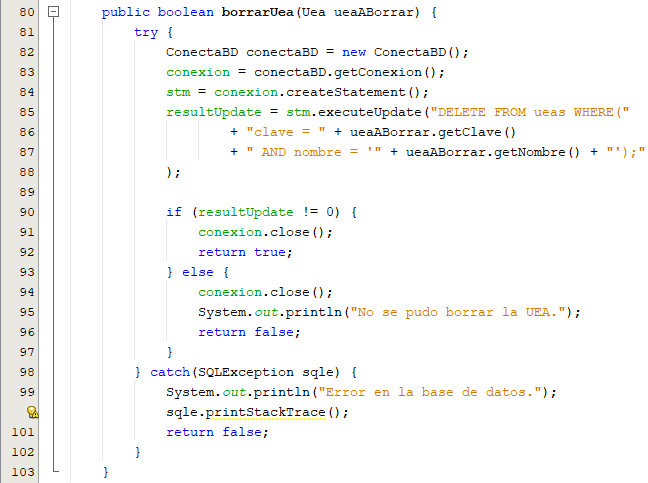 80 public boolean borrarUea(Uea ueaABorrar) {
81 try {
82 ConectaBD conectaBD = new ConectaBD();
83 conexion = conectaBD.getConexion();
84 stm = conexion.createStatement();
85 resultUpdate = stm.executeUpdate("DELETE FROM ueas WHERE("
86 + "clave = " + ueaABorrar.getClave()
87 + " AND nombre = '" + ueaABorrar.getNombre() + "');"
88 );
89
90 if (resultUpdate != 0) {
91 conexion.close();
92 return true;
93 } else {
94 conexion.close();
95 System.out.println("No se pudo borrar la UEA.");
96 return false;
97 }
98 } catch(SQLException sqle) {
99 System.out.println("Error en la base de datos.");
sqle.printStackTrace();
101 return false;
102 }
103 }